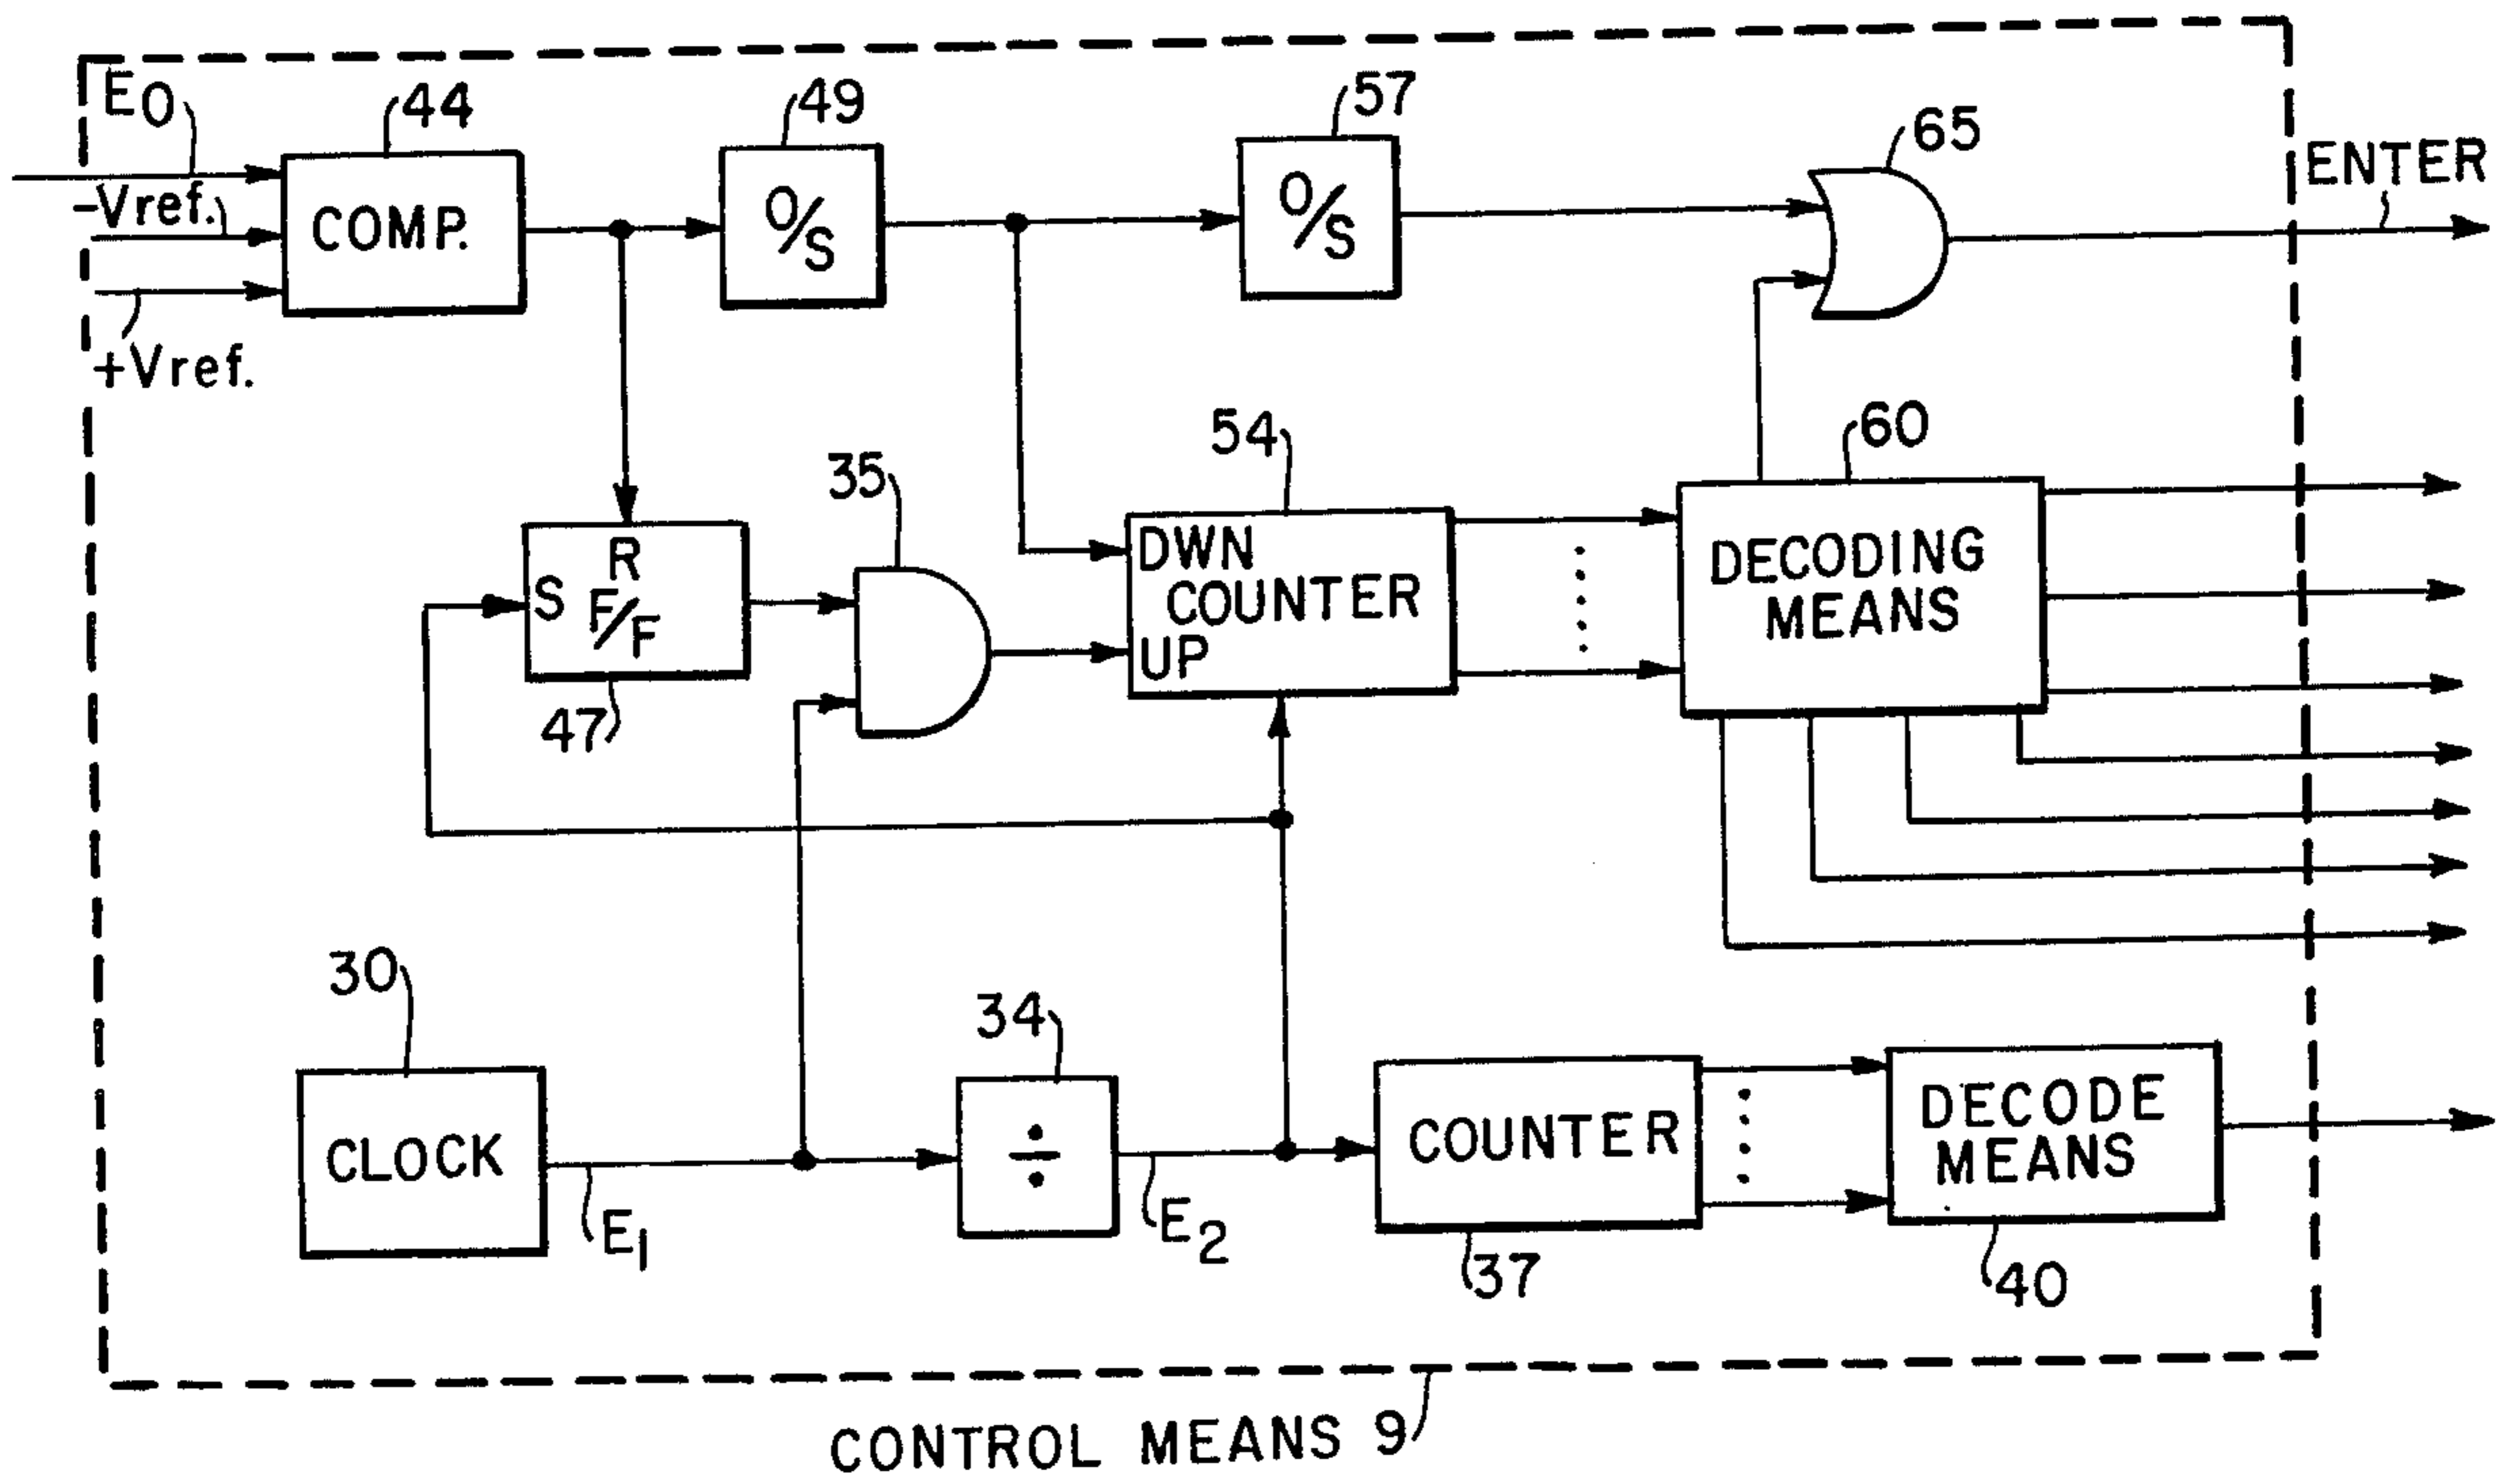 E0
44
49
57
65
ENTER
-Vref.
COMP.
O/S
O/S
+Vref.
54
60
35
R
S F/F
47
DWN
COUNTER
UP
DECODING
MEANS
30
34
CLOCK
E1
÷
E2
COUNTER
37
DECODE
MEANS
40
CONTROL MEANS 9